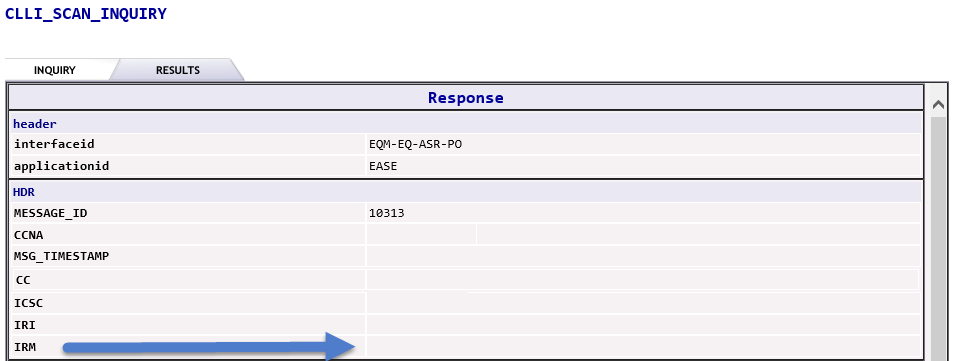 CLLI_SCAN_INQUIRY
INQUIRY RESULTS
Response
header
interfaceid EQM-EQ-ASR-PO
applicationid EASE
HDR
MESSAGE_ID 10313
CCNA
MSG_TIMESTAMP
CC
ICSC
IRI
IRM